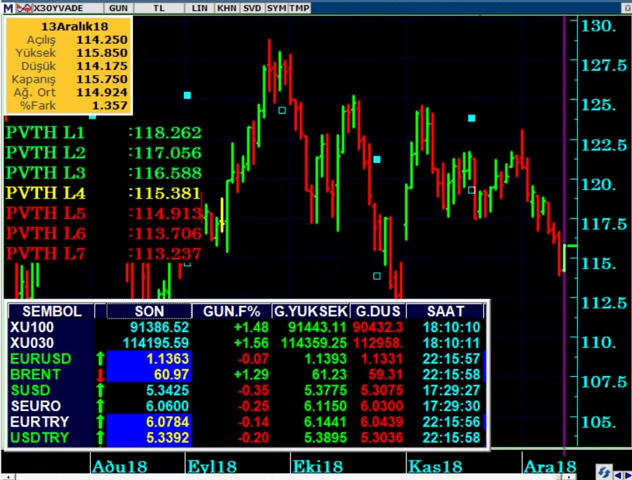 M X30YVADE GUN TL LIN KHN SVD SYM TMP
13Aralık18
Açılış 114.250
Yüksek 115.850
Düşük 114.175
Kapanış 115.750
Ağ. Ort 114.924
%Fark 1.357
PVTH L1 :118.262
PVTH L2 :117.056
PVTH L3 :116.588
PVTH L4 :115.381
PVTH L5 :114.913
PVTH L6 :113.706
PVTH L7 :113.237
130.
127.5
125.
122.5
120.
117.5
115.
112.5
110.
107.5
105.
SEMBOL SON GUN.F% G.YUKSEK G.DUS SAAT
XU100 91386.52 +1.48 91443.11 90432.3 18:10:10
XU030 114195.59 +1.56 114359.25 112958. 18:10:11
EURUSD 1.1363 -0.07 1.1393 1.1331 22:15:57
BRENT 60.97 +1.29 61.23 59.31 22:15:58
SUSD 5.3425 -0.35 5.3775 5.3075 17:29:27
SEURO 6.0600 -0.25 6.1150 6.0300 17:29:30
EURTRY 6.0784 -0.14 6.1441 6.0439 22:15:56
USDTRY 5.3392 -0.20 5.3895 5.3036 22:15:58
Aðu18 Eyl18 Eki18 Kas18 Ara18